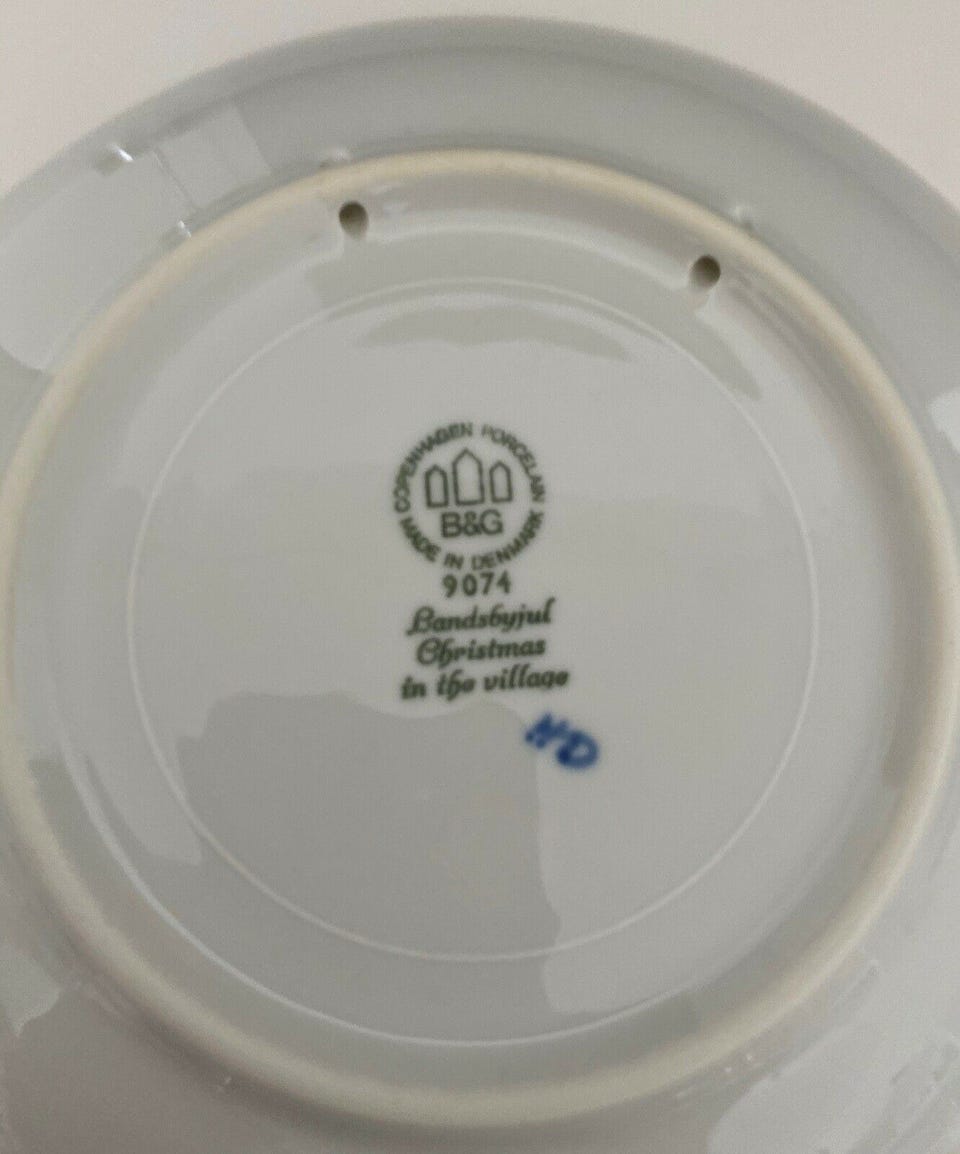 COPENHAGEN PORCELAIN
B&G
MADE IN DENMARK
9074
Landsbyjul
Christmas
in the village